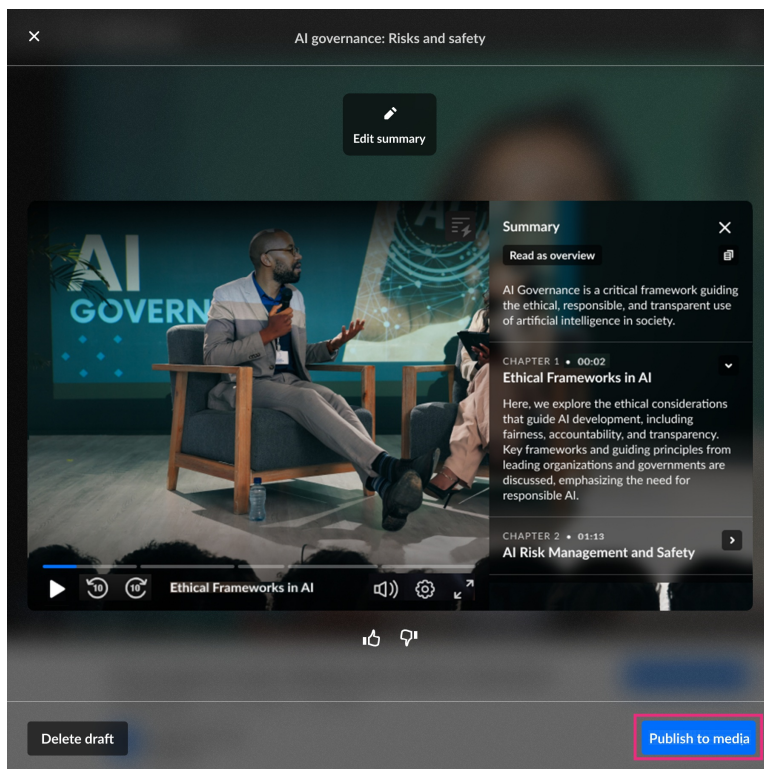 AI governance: Risks and safety
Edit summary
AI
GOVERN
AI
Summary
Read as overview
AI Governance is a critical framework guiding
the ethical, responsible, and transparent use
of artificial intelligence in society.
CHAPTER 1 • 00:02
Ethical Frameworks in AI
Here, we explore the ethical considerations
that guide AI development, including
fairness, accountability, and transparency.
Key frameworks and guiding principles from
leading organizations and governments are
discussed, emphasizing the need for
responsible AI.
CHAPTER 2 • 01:13
AI Risk Management and Safety
10
10
Ethical Frameworks in AI
Delete draft
Publish to media